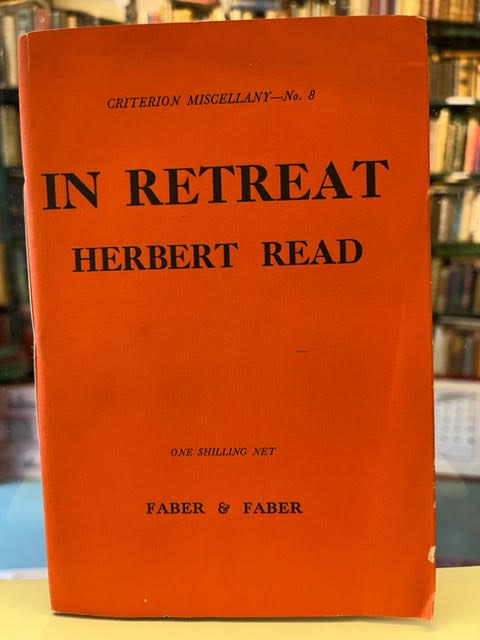 CRITERION MISCELLANY—No. 8
IN RETREAT
HERBERT READ
ONE SHILLING NET
FABER & FABER